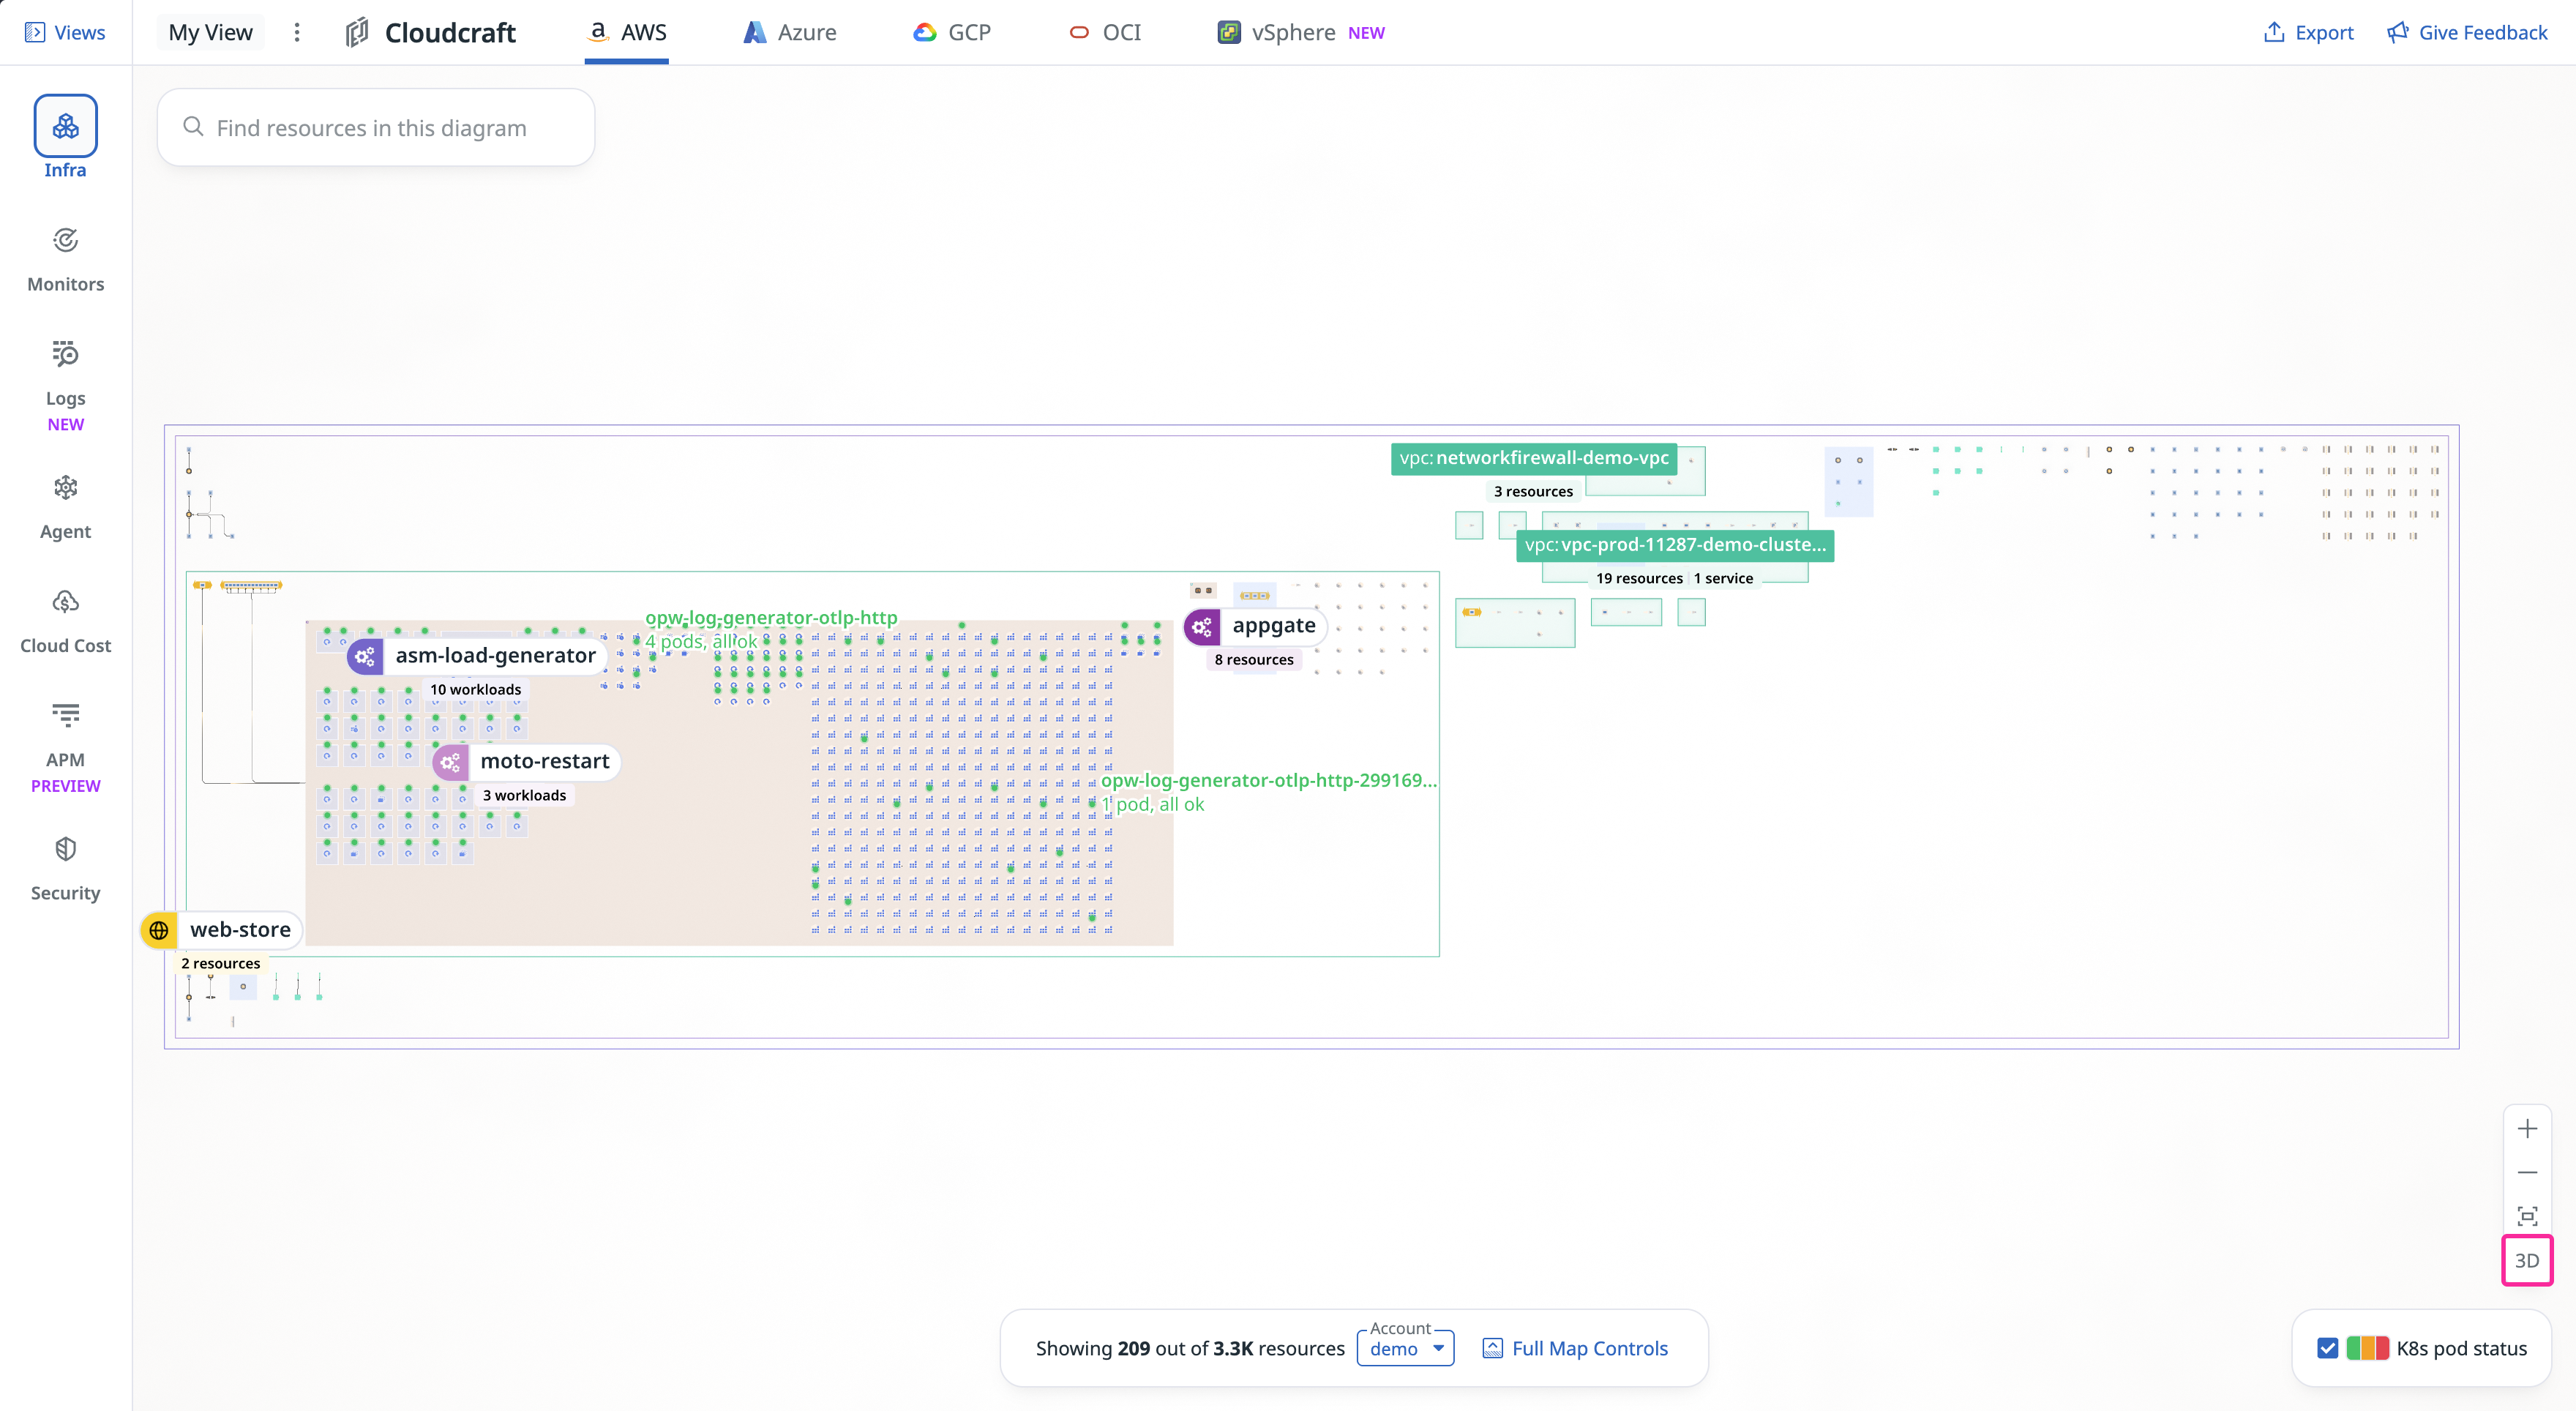 Views
My View
Cloudcraft
AWS
Azure
GCP
OCI
vSphere NEW
Export
Give Feedback
Infra
Monitors
Logs
NEW
Agent
Cloud Cost
APM
PREVIEW
Security
Find resources in this diagram
vpc: networkfirewall-demo-vpc
3 resources
vpc: vpc-prod-11287-demo-cluste...
19 resources 1 service
opw-log-generator-otlp-http
4 pods, all ok
asm-load-generator
10 workloads
appgate
8 resources
moto-restart
3 workloads
opw-log-generator-otlp-http-299169...
1 pod, all ok
web-store
2 resources
3D
Showing 209 out of 3.3K resources
Account
demo
Full Map Controls
K8s pod status